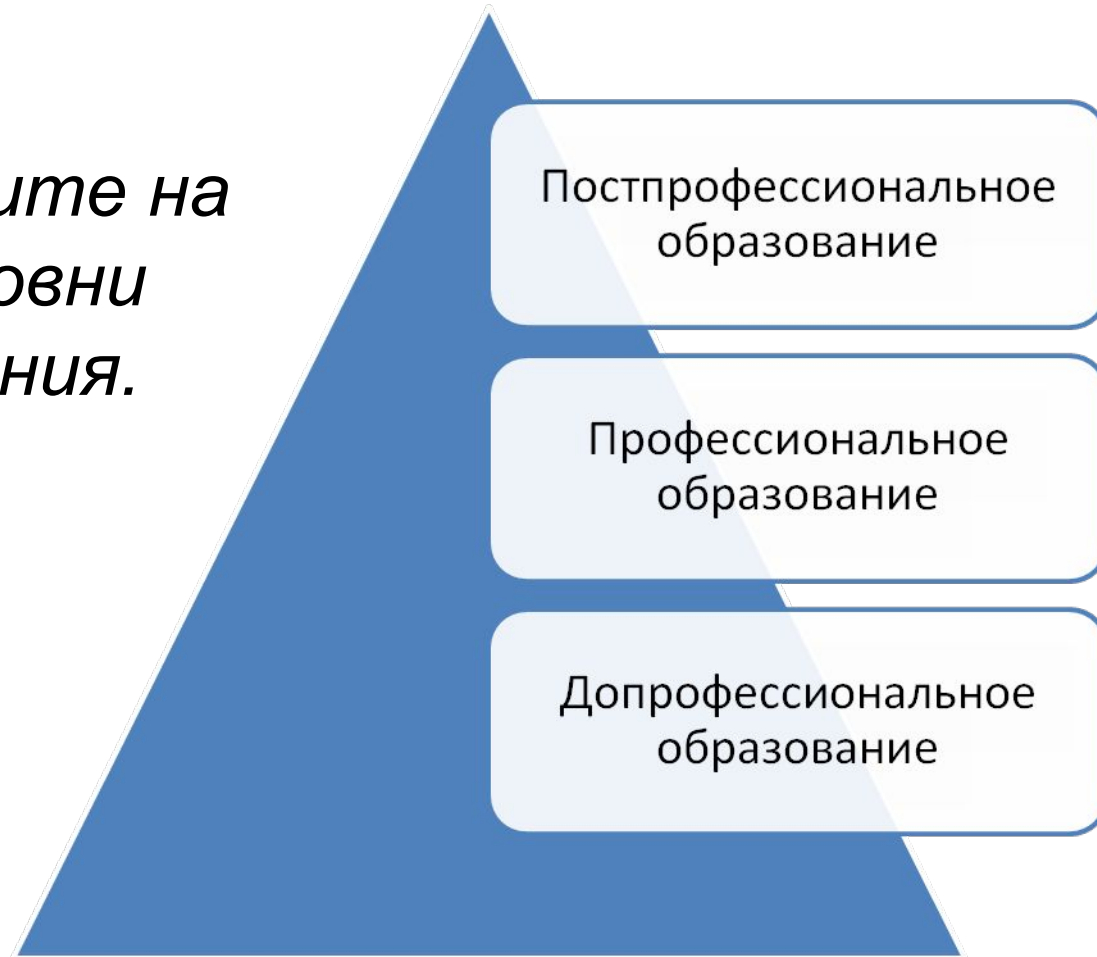 ите на
овни
ния.
Постпрофессиональное
образование
Профессиональное
образование
Допрофессиональное
образование